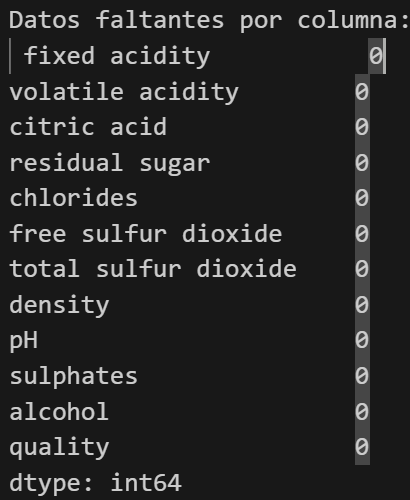 Datos faltantes por columna:
fixed acidity 0
volatile acidity 0
citric acid 0
residual sugar 0
chlorides 0
free sulfur dioxide 0
total sulfur dioxide 0
density 0
pH 0
sulphates 0
alcohol 0
quality 0
dtype: int64